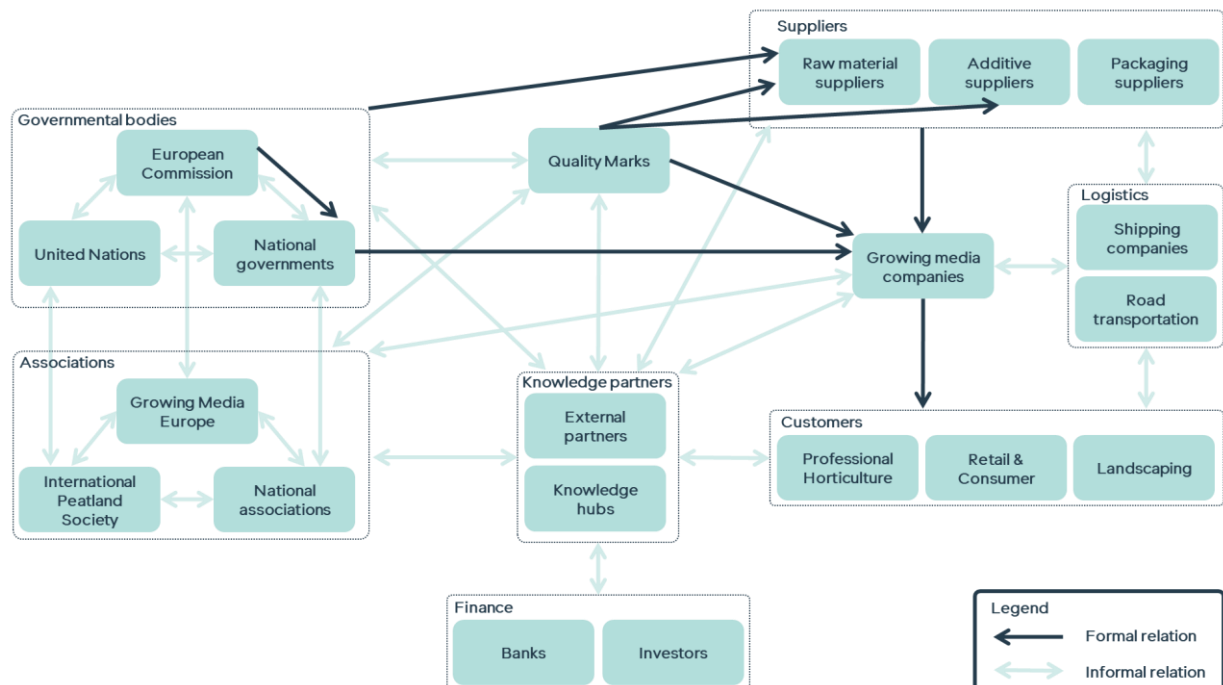 Suppliers
Raw material
suppliers
Additive
suppliers
Packaging
suppliers
Governmental bodies
European
Commission
United Nations
National
governments
Quality Marks
Growing media
companies
Logistics
Shipping
companies
Road
transportation
Associations
Growing Media
Europe
International
Peatland
Society
National
associations
Knowledge partners
External
partners
Knowledge
hubs
Customers
Professional
Horticulture
Retail &
Consumer
Landscaping
Finance
Banks
Investors
Legend
Formal relation
Informal relation